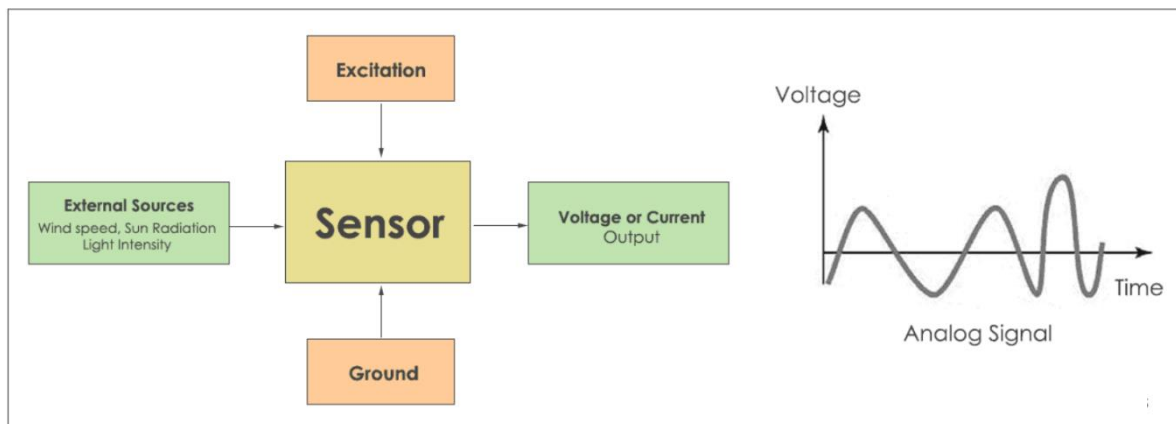 Excitation
External Sources
Wind speed, Sun Radiation
Light Intensity
Sensor
Voltage or Current
Output
Ground
Voltage
Time
Analog Signal